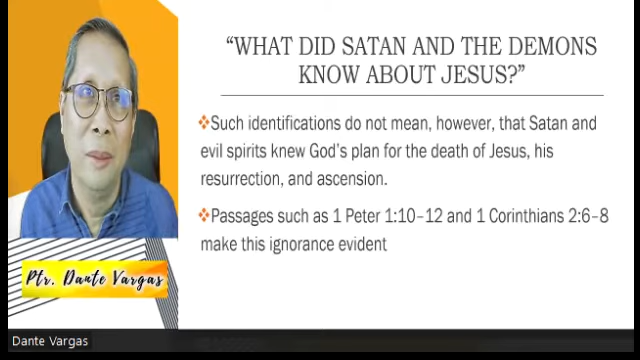 “WHAT DID SATAN AND THE DEMONS
KNOW ABOUT JESUS?”
❖Such identifications do not mean, however, that Satan and
evil spirits knew God’s plan for the death of Jesus, his
resurrection, and ascension.
❖Passages such as 1 Peter 1:10–12 and 1 Corinthians 2:6–8
make this ignorance evident
Ptr. Dante Vargas
Dante Vargas